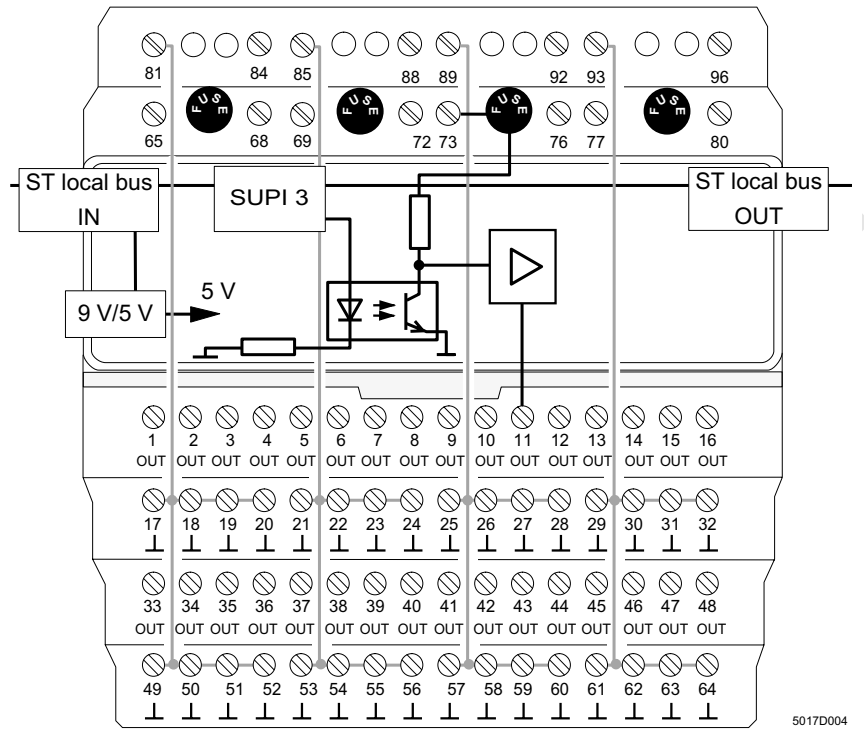 81 84 85 88 89 92 93 96
FUSE FUSE FUSE FUSE
65 68 69 72 73 76 77 80
ST local bus
IN
SUPI 3
ST local bus
OUT
9 V/5 V
5 V
1 2 3 4 5 6 7 8 9 10 11 12 13 14 15 16
OUT OUT OUT OUT OUT OUT OUT OUT OUT OUT OUT OUT OUT OUT OUT OUT
17 18 19 20 21 22 23 24 25 26 27 28 29 30 31 32
33 34 35 36 37 38 39 40 41 42 43 44 45 46 47 48
OUT OUT OUT OUT OUT OUT OUT OUT OUT OUT OUT OUT OUT OUT OUT OUT
49 50 51 52 53 54 55 56 57 58 59 60 61 62 63 64
5017D004